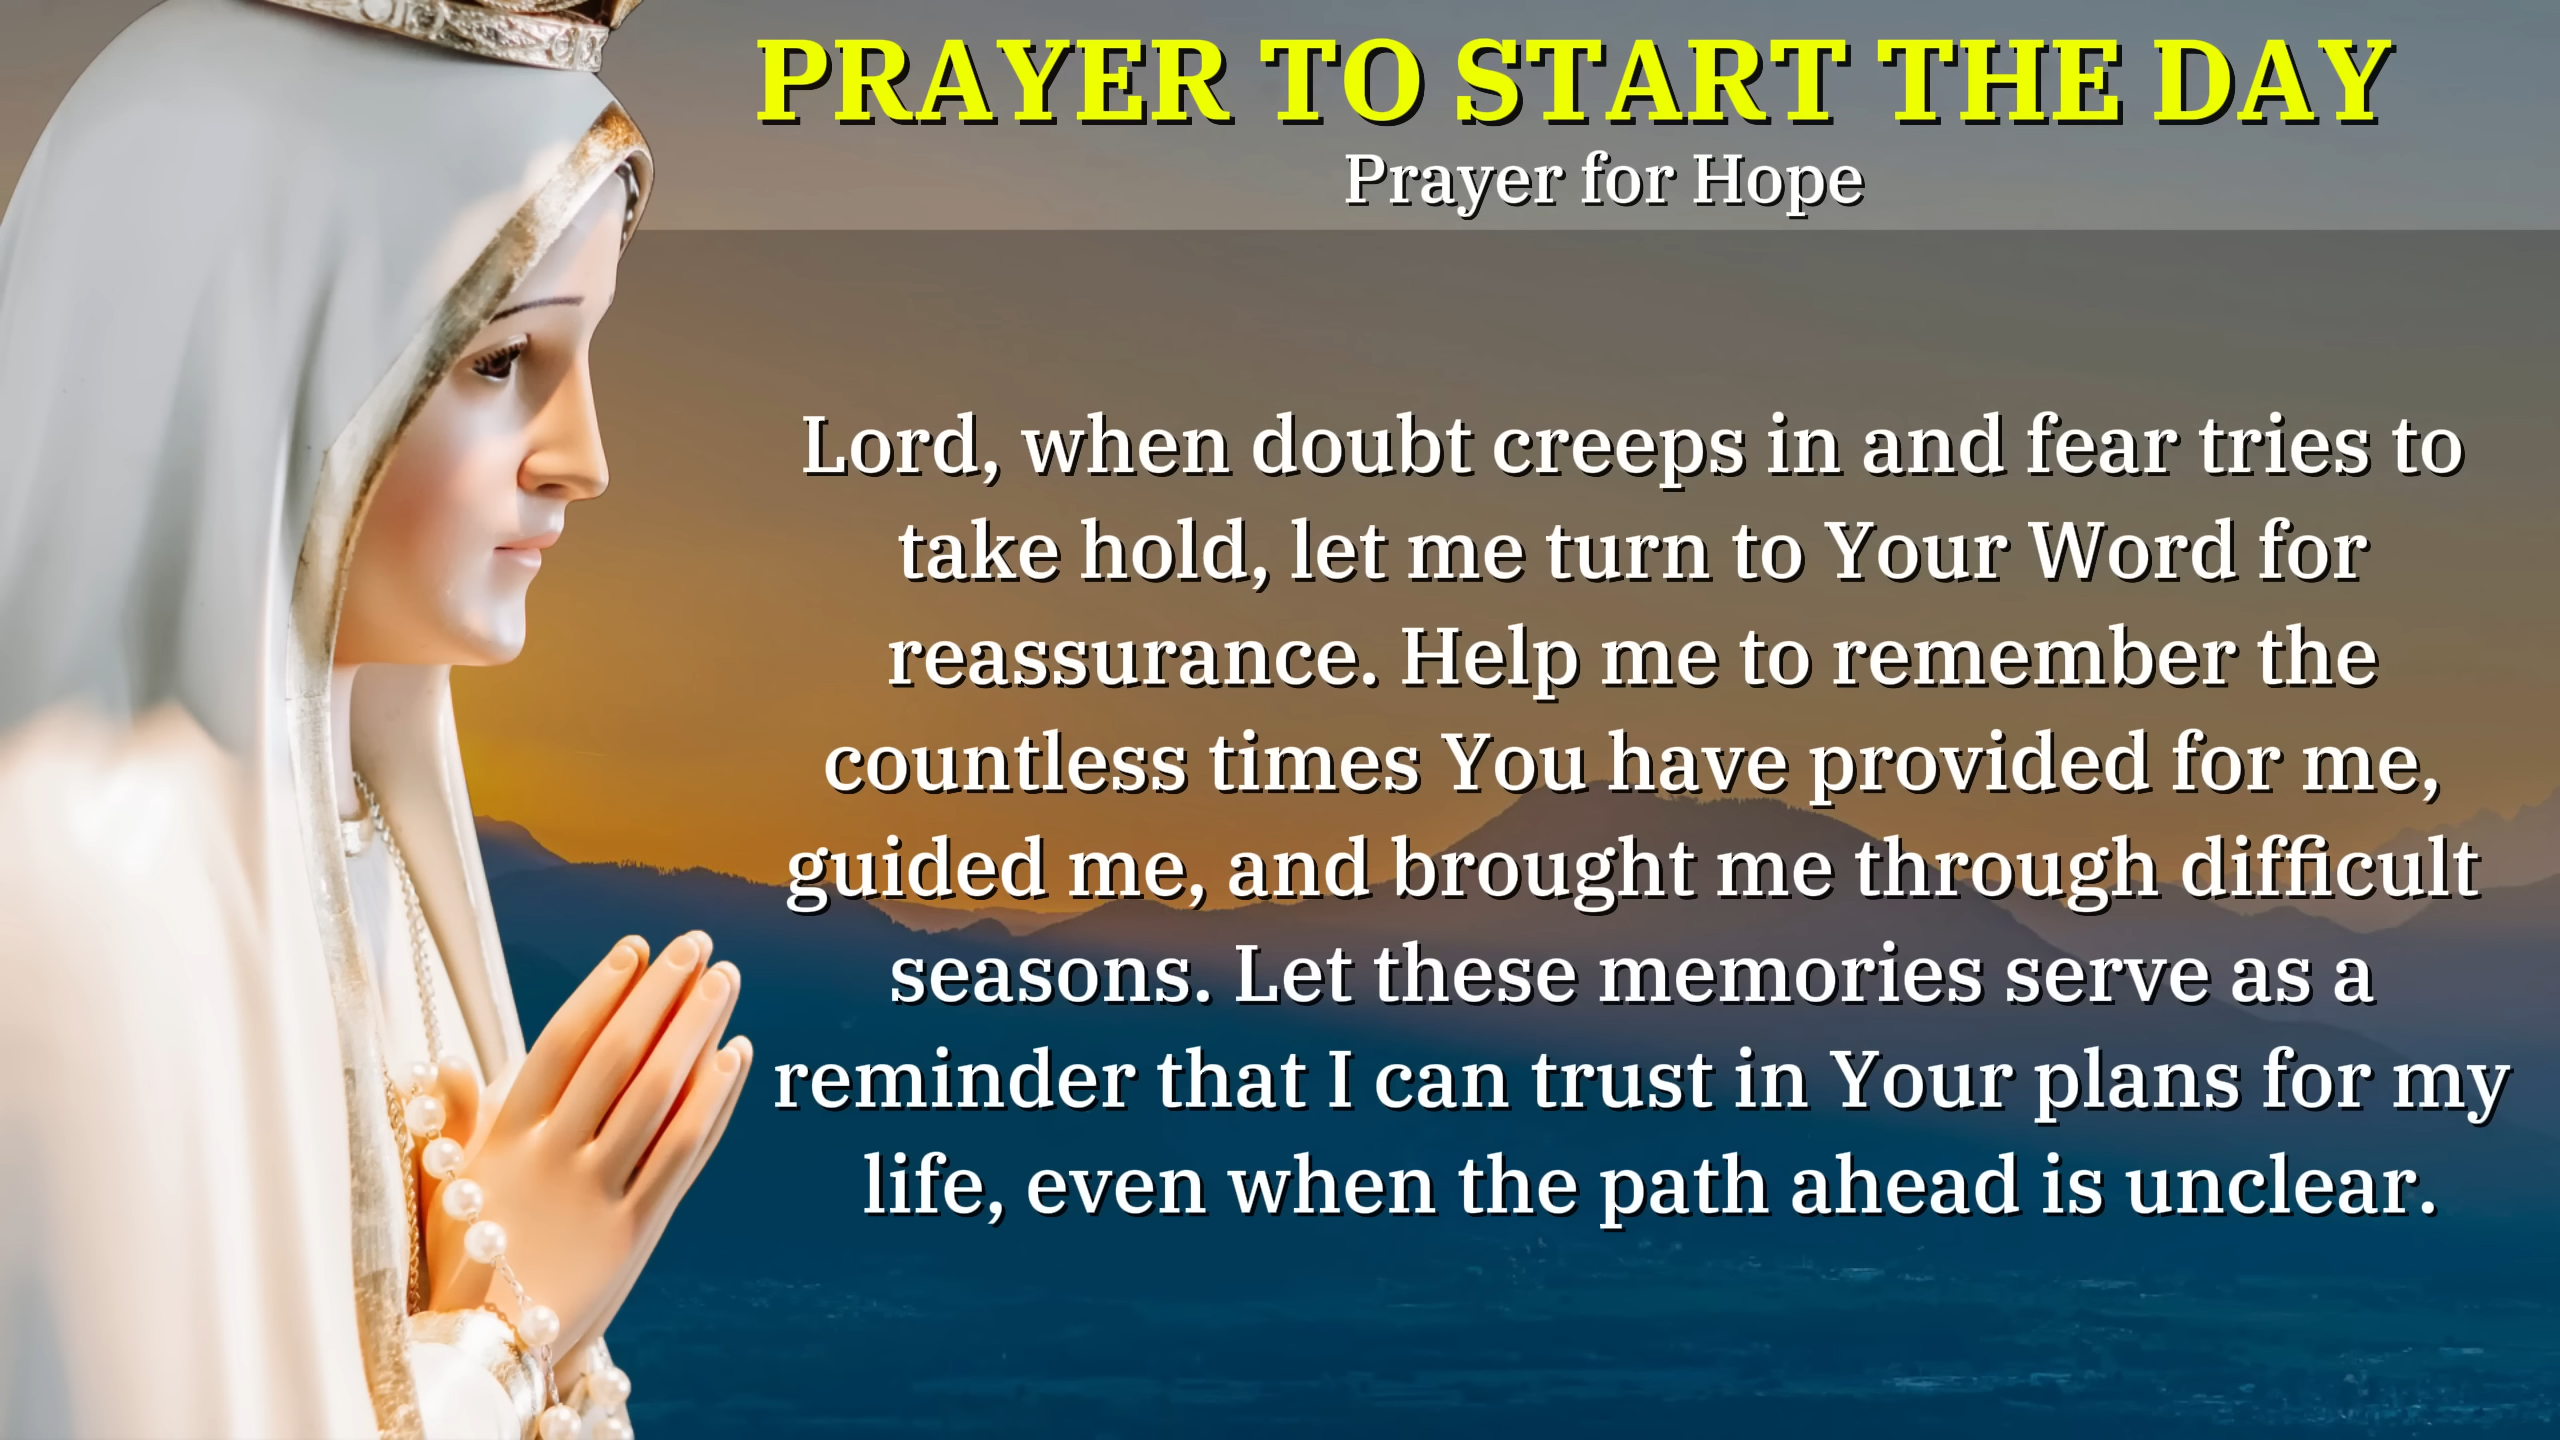 PRAYER TO START THE DAY
Prayer for Hope
Lord, when doubt creeps in and fear tries to
take hold, let me turn to Your Word for
reassurance. Help me to remember the
countless times You have provided for me,
guided me, and brought me through difficult
seasons. Let these memories serve as a
reminder that I can trust in Your plans for my
life, even when the path ahead is unclear.